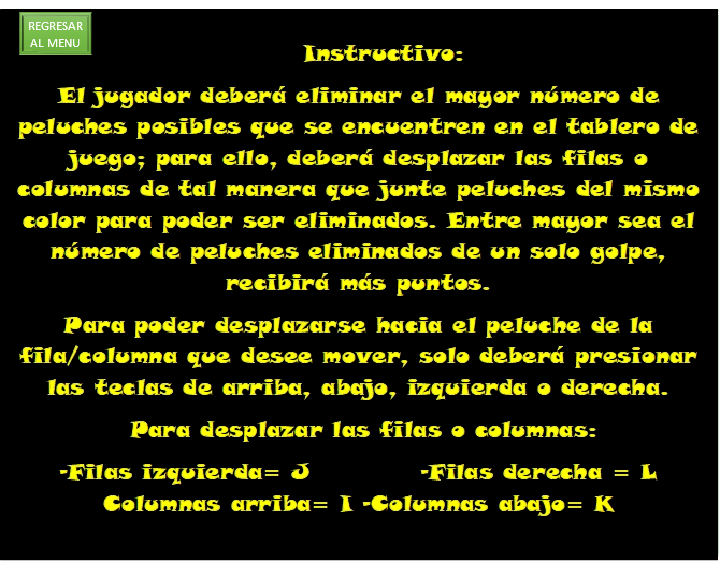 REGRESAR
AL MENU
Instructivo:
El jugador deberá eliminar el mayor número de
peluches posibles que se encuentren en el tablero de
juego; para ello, deberá desplazar las filas o
columnas de tal manera que junte peluches del mismo
color para poder ser eliminados. Entre mayor sea el
número de peluches eliminados de un solo golpe,
recibirá más puntos.
Para poder desplazarse hacia el peluche de la
fila/columna que desee mover, solo deberá presionar
las teclas de arriba, abajo, izquierda o derecha.
Para desplazar las filas o columnas:
-Filas izquierda= J -Filas derecha = L
Columnas arriba= I -Columnas abajo= K